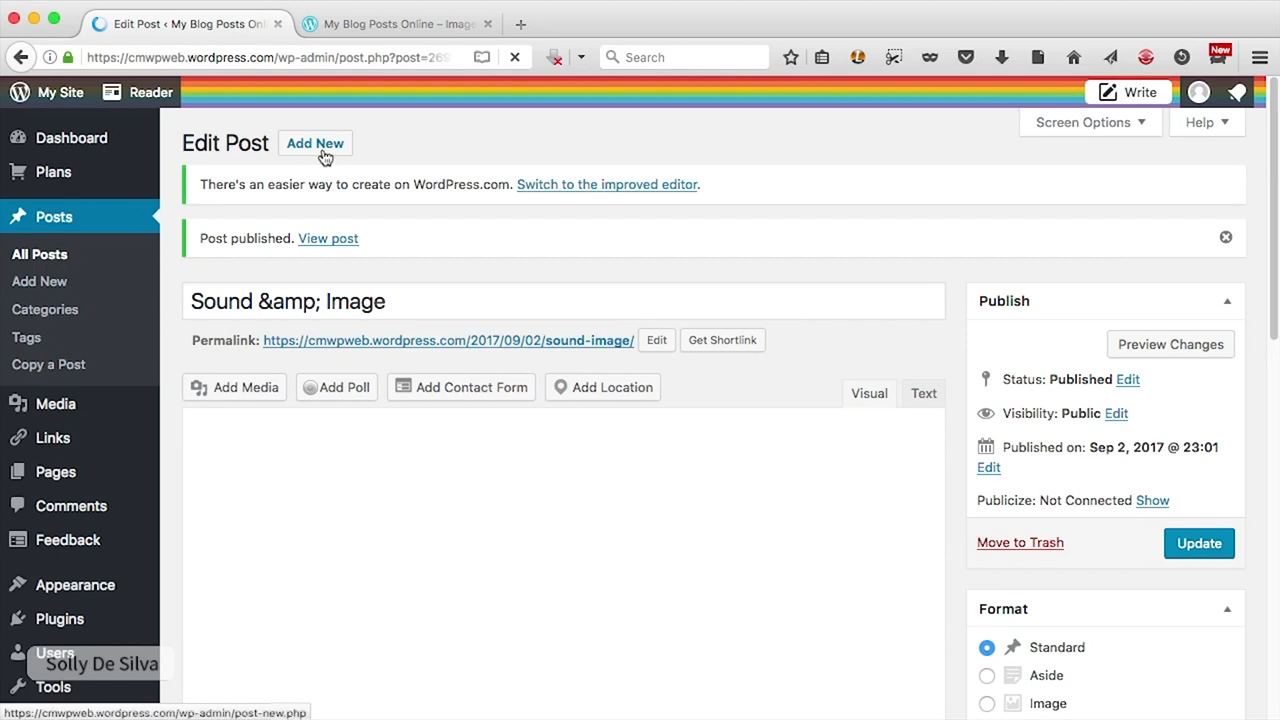 Edit Post ‹ My Blog Posts Onl
My Blog Posts Online – Image
https://cmwpweb.wordpress.com/wp-admin/post.php?post=269
Search
New
My Site
Reader
Write
Screen Options
Help
Dashboard
Plans
Posts
All Posts
Add New
Categories
Tags
Copy a Post
Media
Links
Pages
Comments
Feedback
Appearance
Plugins
Users
Tools
Edit Post
Add New
There's an easier way to create on WordPress.com. Switch to the improved editor.
Post published. View post
Sound &amp; Image
Permalink: https://cmwpweb.wordpress.com/2017/09/02/sound-image/
Edit
Get Shortlink
Add Media
Add Poll
Add Contact Form
Add Location
Visual
Text
Publish
Preview Changes
Status: Published Edit
Visibility: Public Edit
Published on: Sep 2, 2017 @ 23:01
Edit
Publicize: Not Connected Show
Move to Trash
Update
Format
Standard
Aside
Image
Solly De Silva
https://cmwpweb.wordpress.com/wp-admin/post-new.php